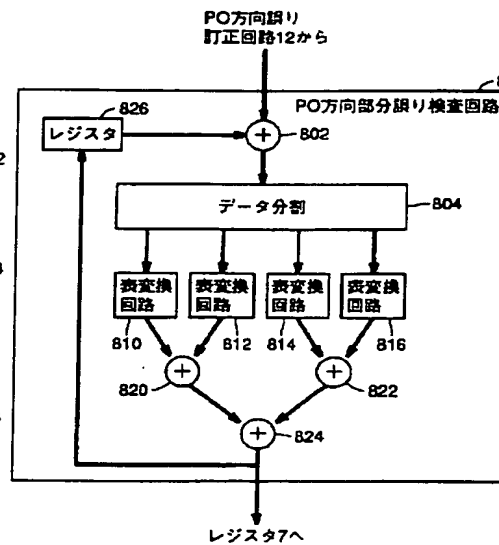 PO方向誤り
訂正回路12から
8
826
PO方向部分誤り検査回路
レジスタ
+
802
データ分割
804
表変換
回路
表変換
回路
表変換
回路
表変換
回路
810
812
814
816
+
820
+
822
+
824
レジスタ7へ